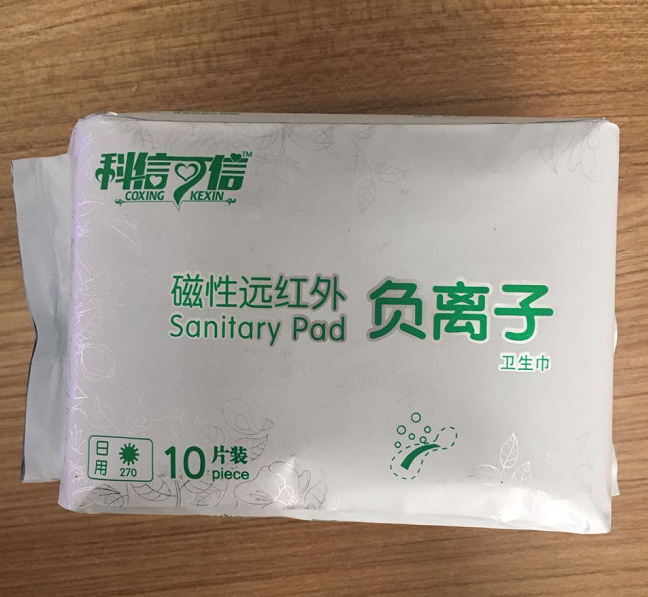 科信可信™
COXING KEXIN
磁性远红外 负离子
Sanitary Pad
卫生巾
日用 270
10片装
piece